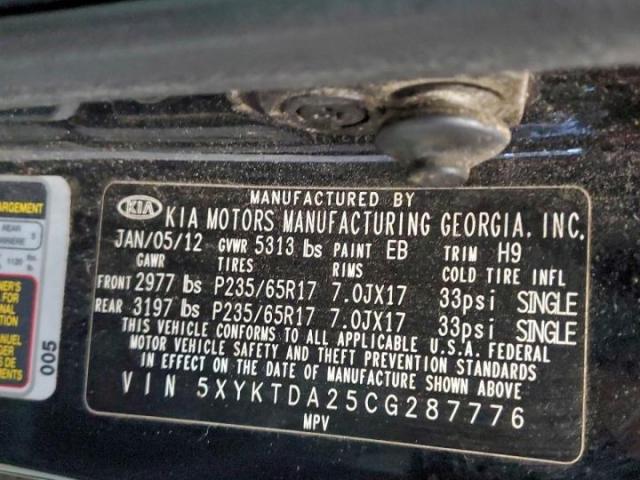 MANUFACTURED BY
KIA KIA MOTORS MANUFACTURING GEORGIA, INC.
JAN/05/12 GVWR 5313 lbs PAINT EB TRIM H9
GAWR TIRES RIMS COLD TIRE INFL
FRONT 2977 lbs P235/65R17 7.0JX17 33psi SINGLE
REAR 3197 lbs P235/65R17 7.0JX17 33psi SINGLE
THIS VEHICLE CONFORMS TO ALL APPLICABLE U.S.A. FEDERAL
MOTOR VEHICLE SAFETY AND THEFT PREVENTION STANDARDS
IN EFFECT ON THE DATE OF MANUFACTURE SHOWN ABOVE.
VIN 5XYKTDA25CG287776
MPV
ARGEMENT
REAR
005